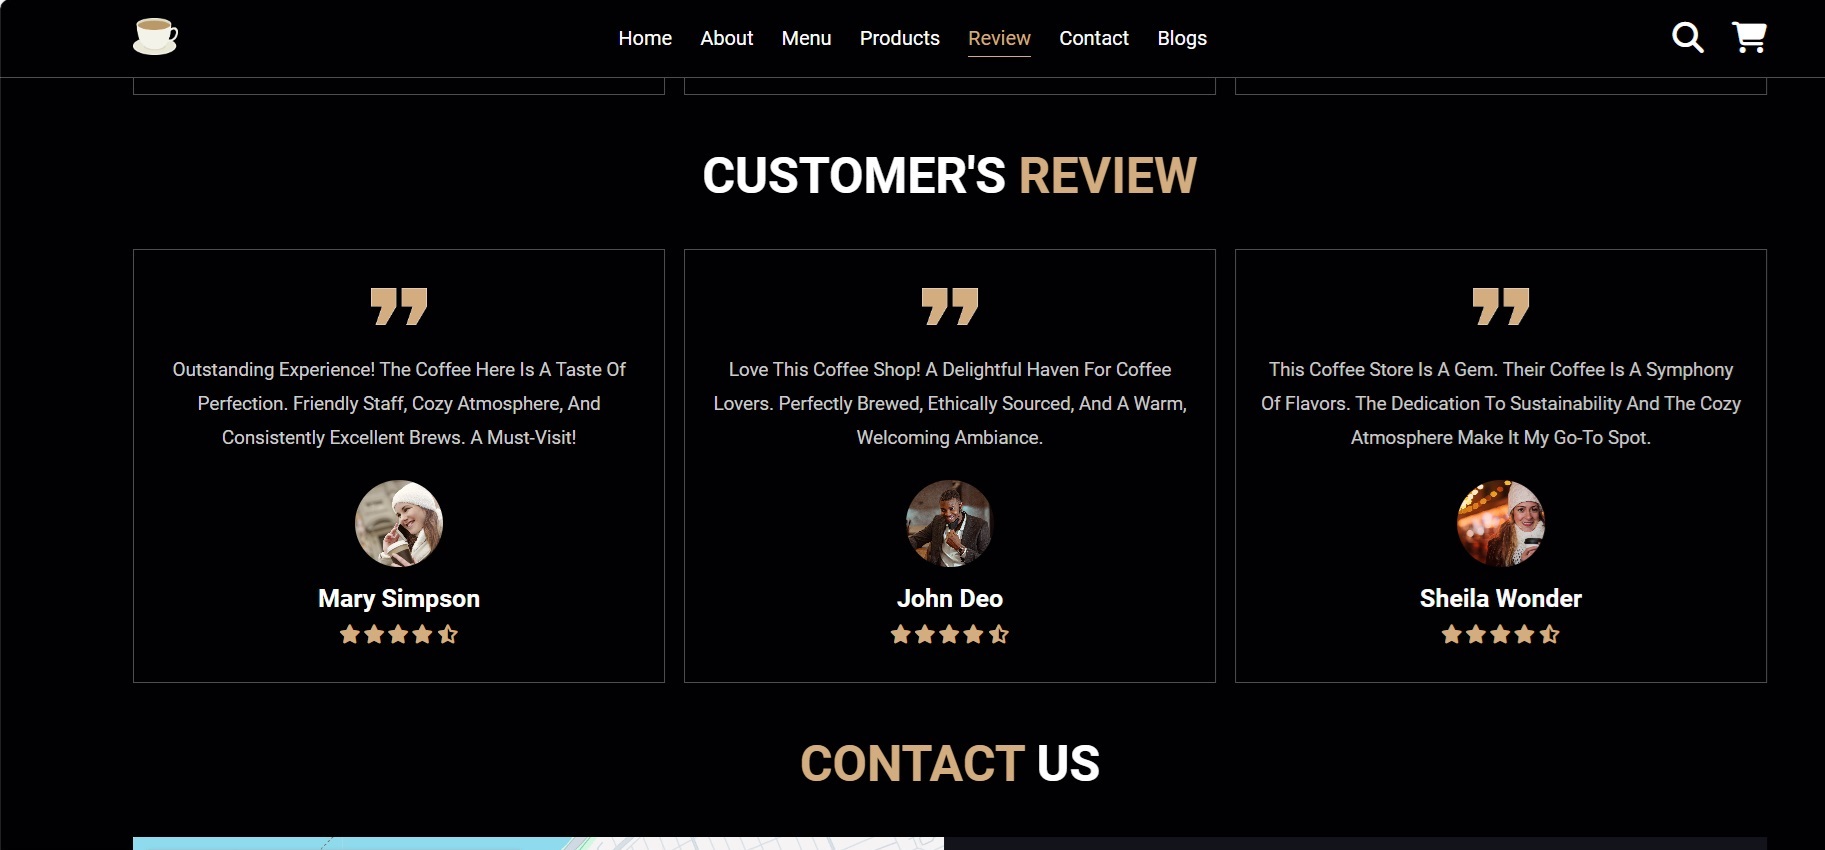 Home About Menu Products Review Contact Blogs
CUSTOMER'S REVIEW
Outstanding Experience! The Coffee Here Is A Taste Of
Perfection. Friendly Staff, Cozy Atmosphere, And
Consistently Excellent Brews. A Must-Visit!
Mary Simpson
Love This Coffee Shop! A Delightful Haven For Coffee
Lovers. Perfectly Brewed, Ethically Sourced, And A Warm,
Welcoming Ambiance.
John Deo
This Coffee Store Is A Gem. Their Coffee Is A Symphony
Of Flavors. The Dedication To Sustainability And The Cozy
Atmosphere Make It My Go-To Spot.
Sheila Wonder
CONTACT US